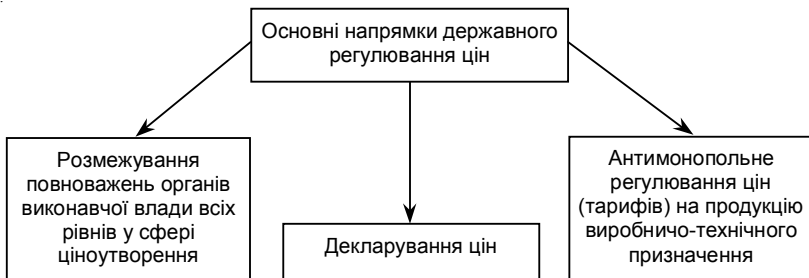 Основні напрямки державного
регулювання цін
Розмежування
повноважень органів
виконавчої влади всіх
рівнів у сфері
ціноутворення
Декларування цін
Антимонопольне
регулювання цін
(тарифів) на продукцію
виробничо-технічного
призначення